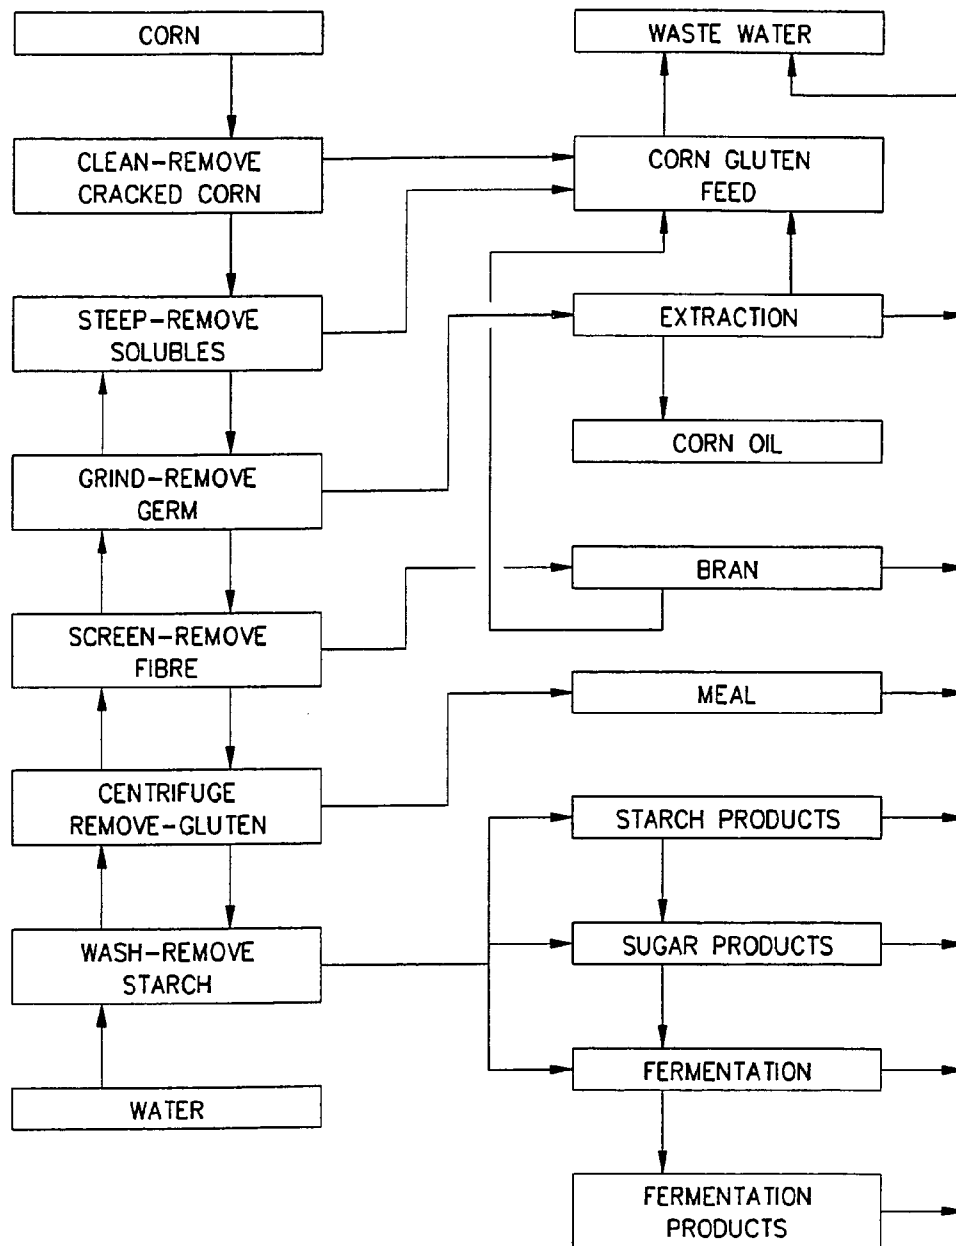 CORN
CLEAN-REMOVE
CRACKED CORN
STEEP-REMOVE
SOLUBLES
GRIND-REMOVE
GERM
SCREEN-REMOVE
FIBRE
CENTRIFUGE
REMOVE-GLUTEN
WASH-REMOVE
STARCH
WATER
WASTE WATER
CORN GLUTEN
FEED
EXTRACTION
CORN OIL
BRAN
MEAL
STARCH PRODUCTS
SUGAR PRODUCTS
FERMENTATION
FERMENTATION
PRODUCTS